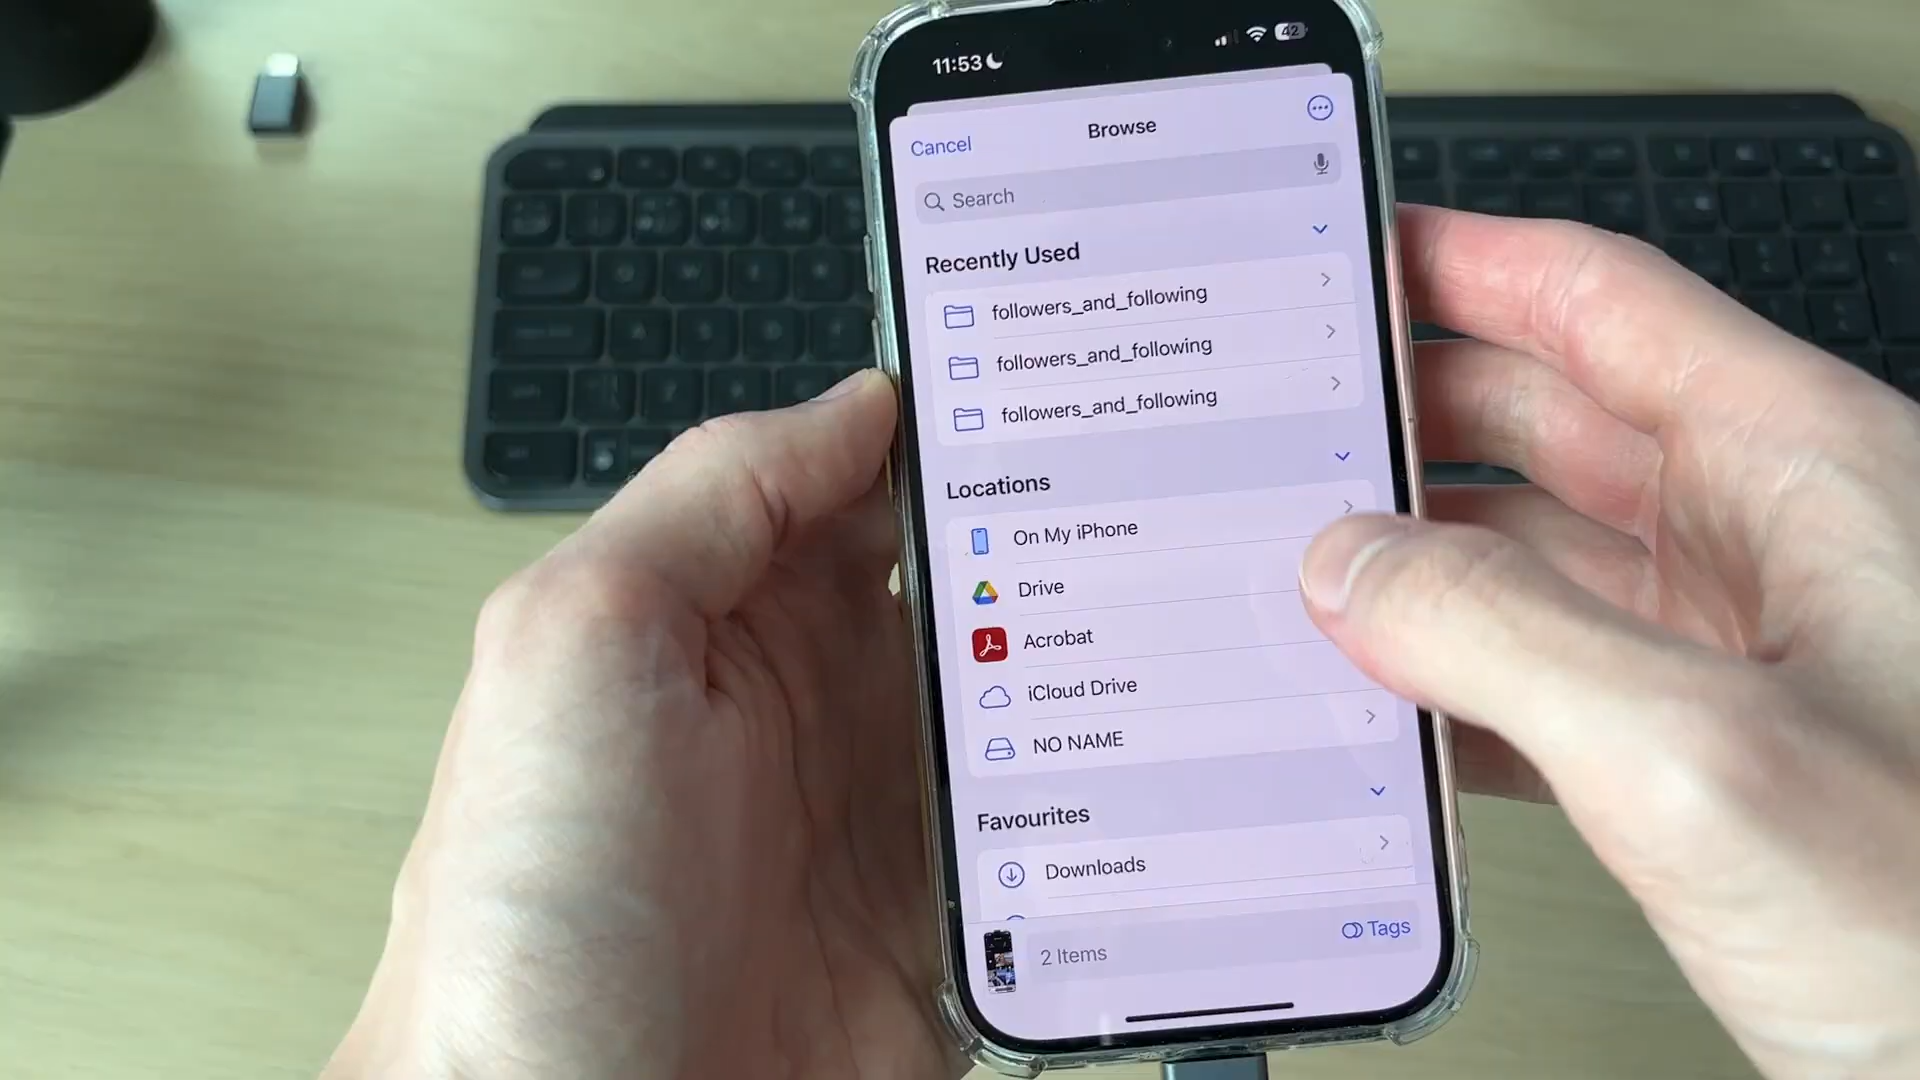 11:53
42
Cancel
Browse
Search
Recently Used
followers_and_following
followers_and_following
followers_and_following
Locations
On My iPhone
Drive
Acrobat
iCloud Drive
NO NAME
Favourites
Downloads
2 Items
Tags